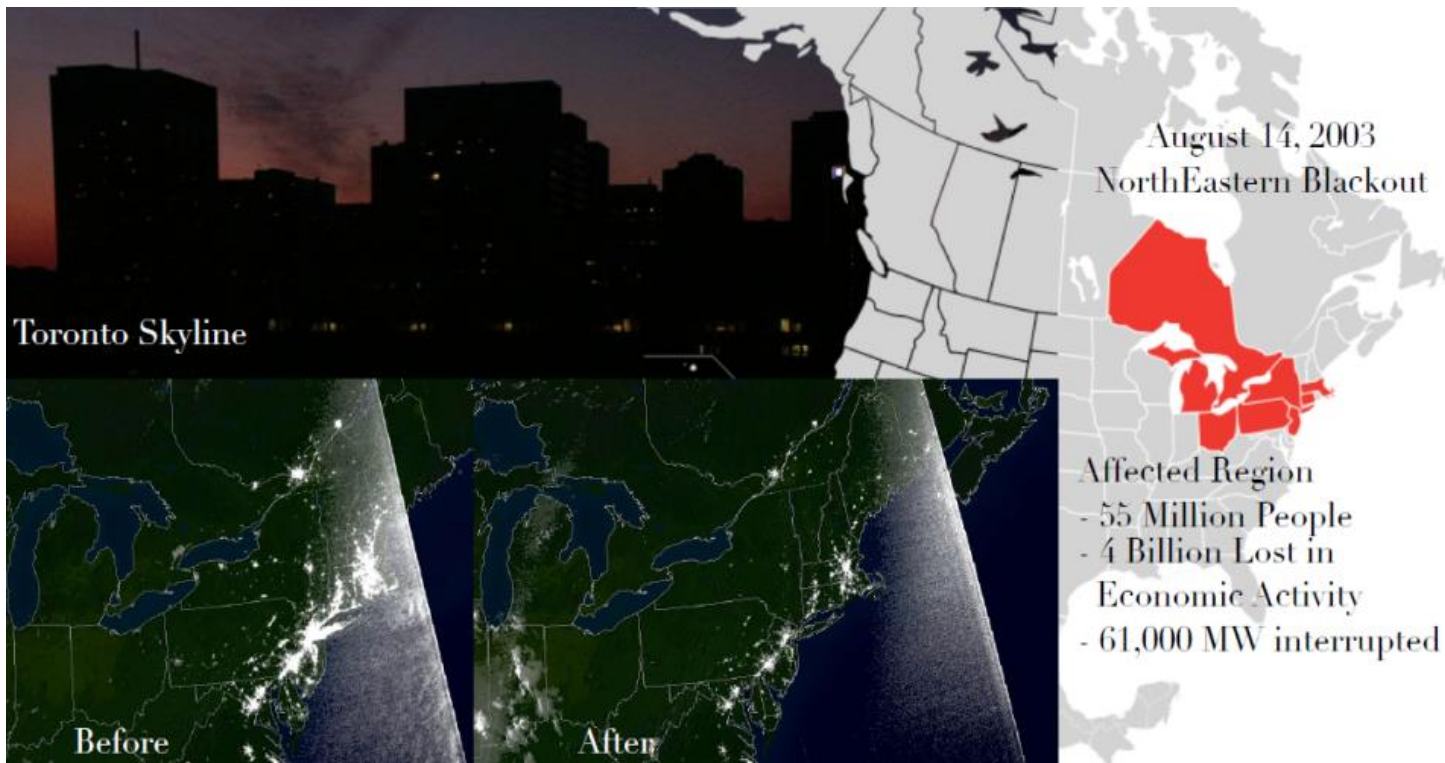 August 14, 2003
NorthEastern Blackout
Toronto Skyline
Affected Region
- 55 Million People
- 4 Billion Lost in
Economic Activity
- 61,000 MW interrupted
Before
After